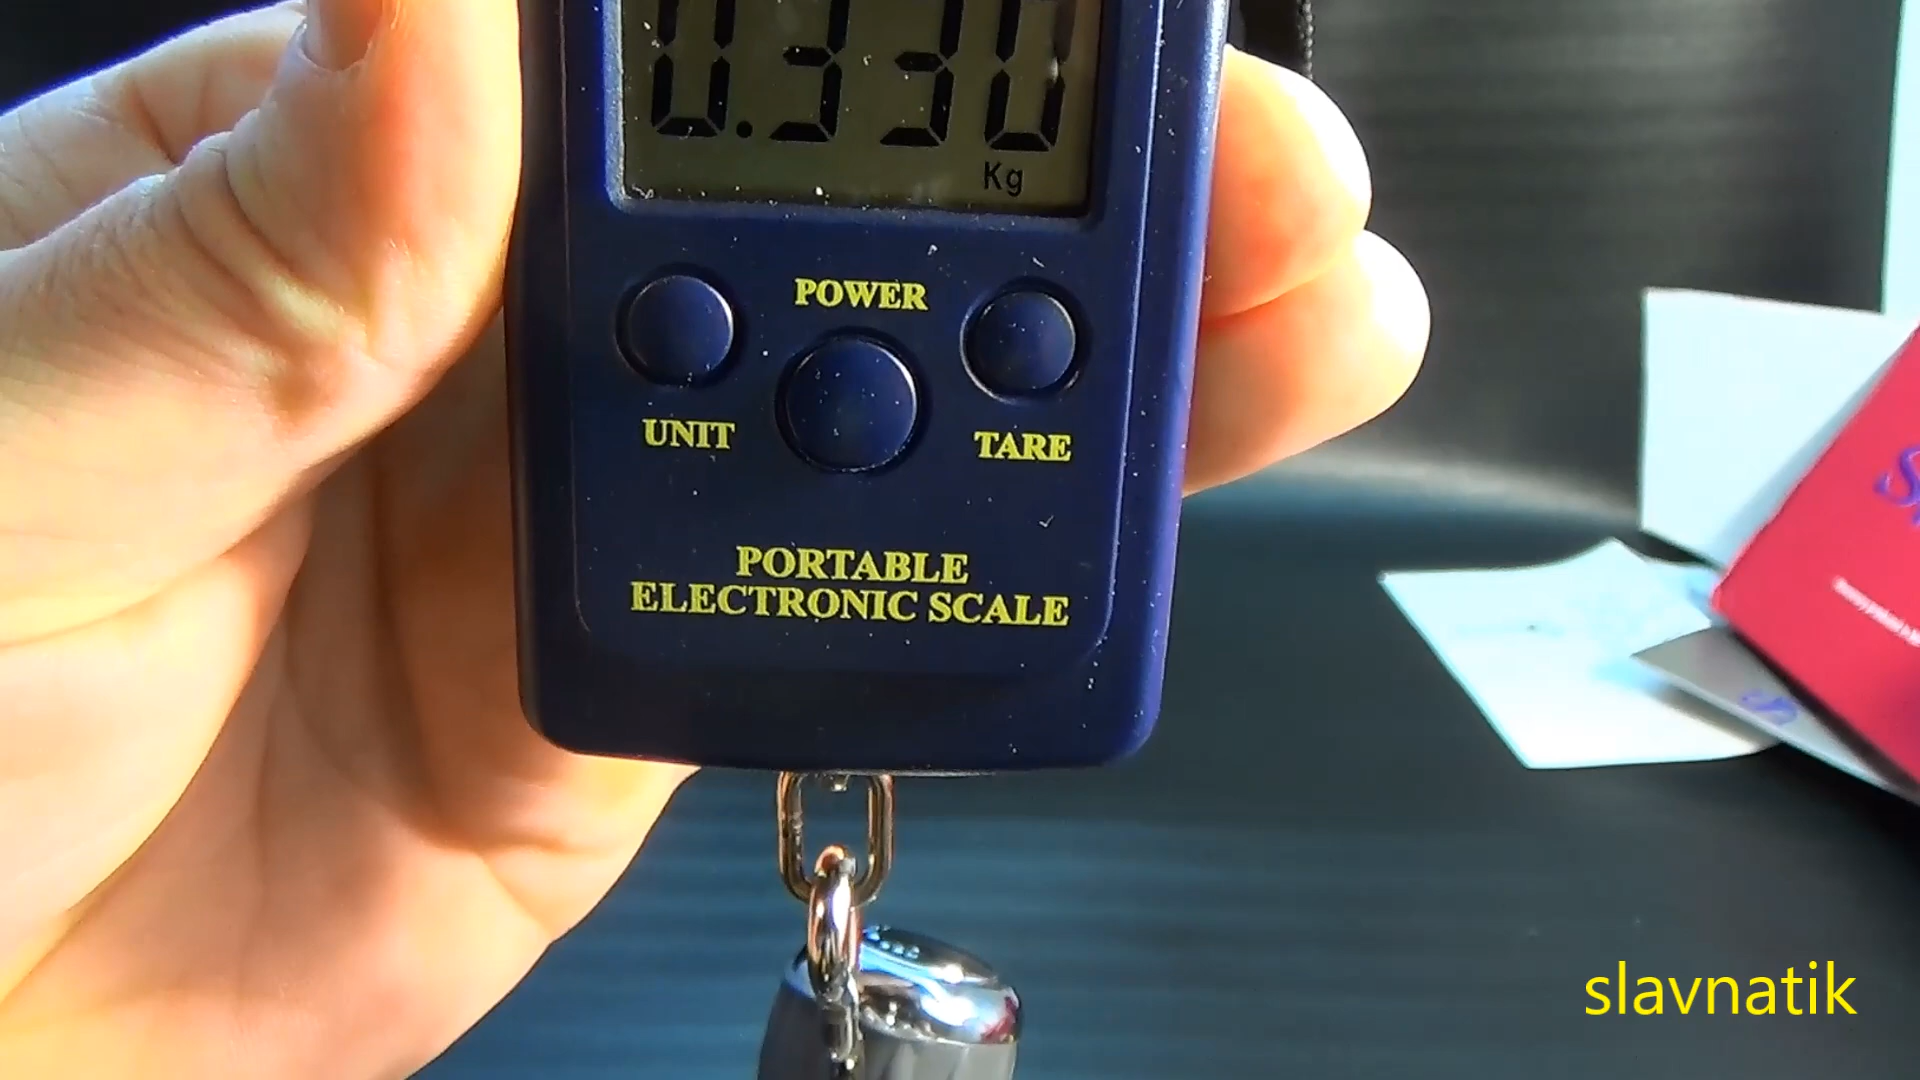 0.330
Kg
POWER
UNIT
TARE
PORTABLE
ELECTRONIC SCALE
slavnatik